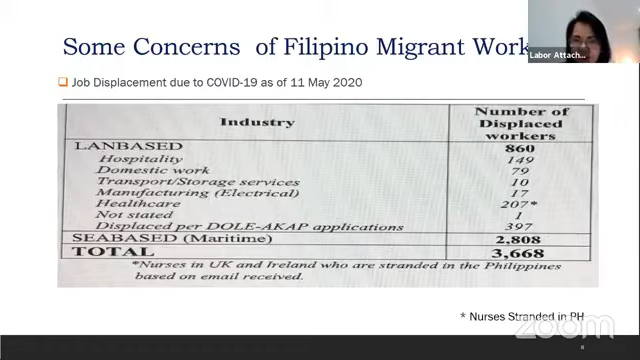 Some Concerns of Filipino Migrant Work
Labor Attach...
❑ Job Displacement due to COVID-19 as of 11 May 2020
Industry Number of Displaced workers
LANBASED 860
Hospitality 149
Domestic work 79
Transport/Storage services 10
Manufacturing (Electrical) 17
Healthcare 207*
Not stated 1
Displaced per DOLE-AKAP applications 397
SEABASED (Maritime) 2,808
TOTAL 3,668
*Nurses in UK and Ireland who are stranded in the Philippines
based on email received.
* Nurses Stranded in PH
zoom